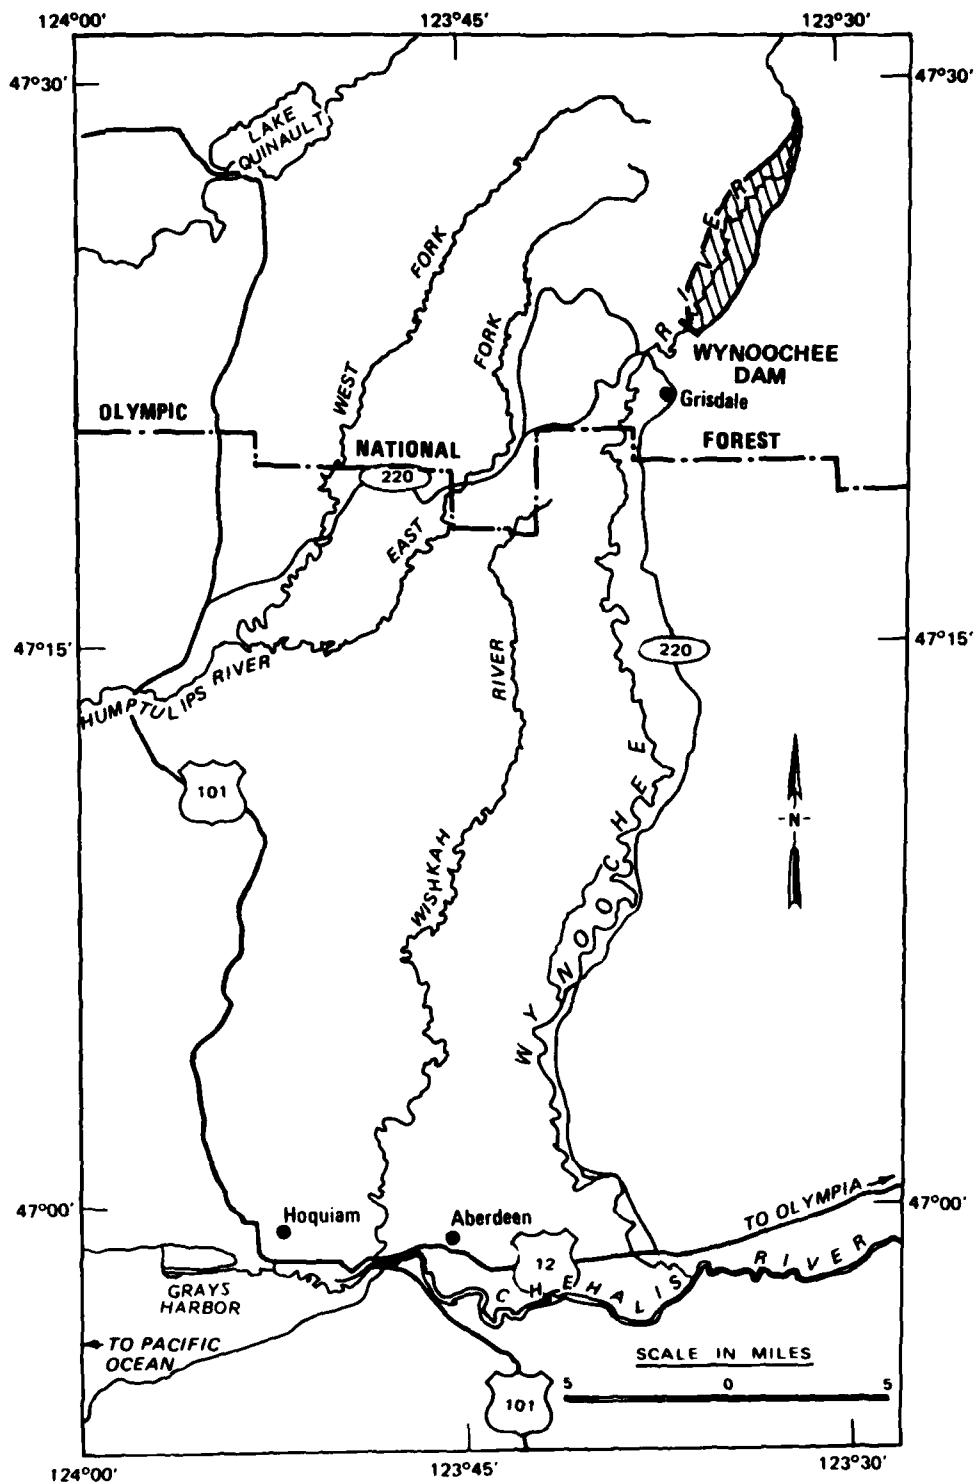 124°00'
123°45'
123°30'
47°30'
47°30'
LAKE
QUINAULT
WEST FORK
EAST FORK
RIVER
WYNOOCHEE
DAM
Grisdale
OLYMPIC
NATIONAL
FOREST
220
47°15'
47°15'
220
HUMPTULIPS RIVER
101
WISHKAH RIVER
WYNOOCHEE
-N-
47°00'
47°00'
Hoquiam
Aberdeen
TO OLYMPIA
12
CHEHALIS RIVER
GRAYS
HARBOR
TO PACIFIC
OCEAN
SCALE IN MILES
5 0 5
101
124°00'
123°45'
123°30'